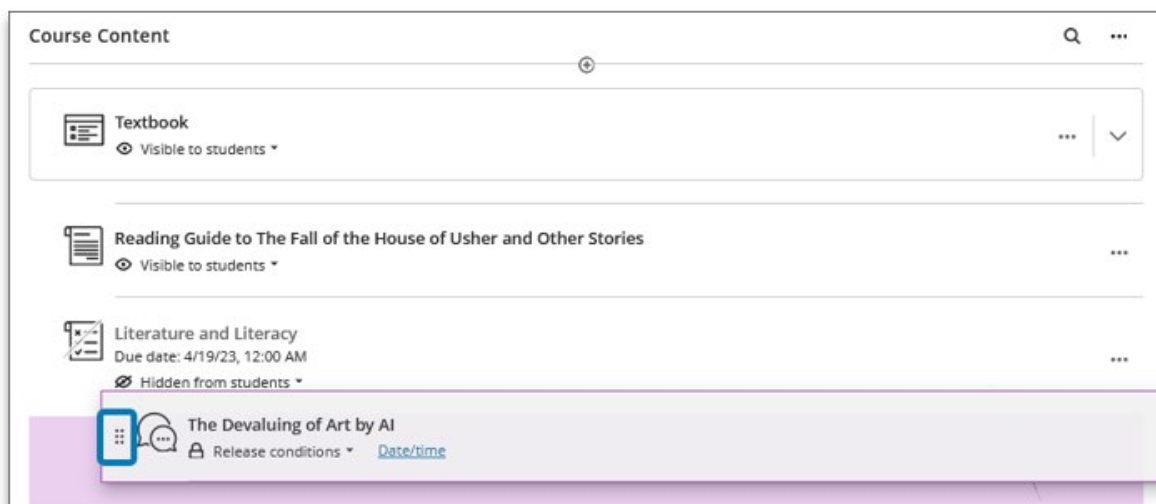 Course Content
Textbook
Visible to students
Reading Guide to The Fall of the House of Usher and Other Stories
Visible to students
Literature and Literacy
Due date: 4/19/23, 12:00 AM
Hidden from students
The Devaluing of Art by AI
Release conditions Date/time